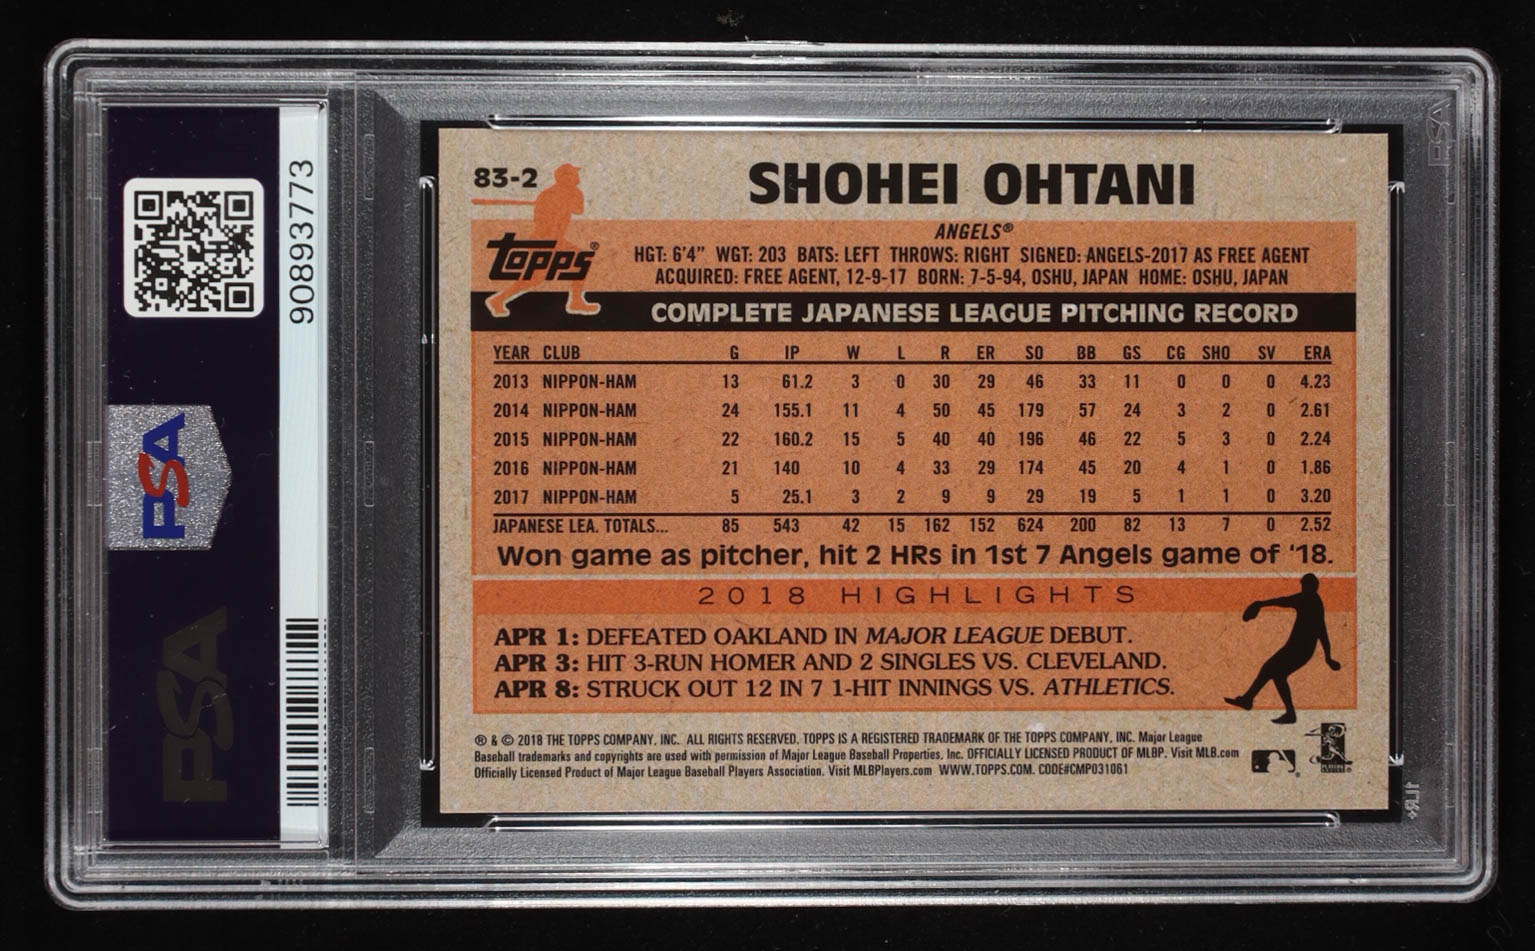 83-2
SHOHEI OHTANI
topps®
ANGELS®
HGT: 6'4" WGT: 203 BATS: LEFT THROWS: RIGHT SIGNED: ANGELS-2017 AS FREE AGENT
ACQUIRED: FREE AGENT, 12-9-17 BORN: 7-5-94, OSHU, JAPAN HOME: OSHU, JAPAN
COMPLETE JAPANESE LEAGUE PITCHING RECORD
YEAR CLUB G IP W L R ER SO BB GS CG SHO SV ERA
2013 NIPPON-HAM 13 61.2 3 0 30 29 46 33 11 0 0 0 4.23
2014 NIPPON-HAM 24 155.1 11 4 50 45 179 57 24 3 2 0 2.61
2015 NIPPON-HAM 22 160.2 15 5 40 40 196 46 22 5 3 0 2.24
2016 NIPPON-HAM 21 140 10 4 33 29 174 45 20 4 1 0 1.86
2017 NIPPON-HAM 5 25.1 3 2 9 9 29 19 5 1 1 0 3.20
JAPANESE LEA. TOTALS... 85 543 42 15 162 152 624 200 82 13 7 0 2.52
Won game as pitcher, hit 2 HRs in 1st 7 Angels game of '18.
2018 HIGHLIGHTS
APR 1: DEFEATED OAKLAND IN MAJOR LEAGUE DEBUT.
APR 3: HIT 3-RUN HOMER AND 2 SINGLES VS. CLEVELAND.
APR 8: STRUCK OUT 12 IN 7 1-HIT INNINGS VS. ATHLETICS.
® & © 2018 THE TOPPS COMPANY, INC. ALL RIGHTS RESERVED. TOPPS IS A REGISTERED TRADEMARK OF THE TOPPS COMPANY, INC. Major League
Baseball trademarks and copyrights are used with permission of Major League Baseball Properties, Inc. OFFICIALLY LICENSED PRODUCT OF MLBP. Visit MLB.com
Officially Licensed Product of Major League Baseball Players Association. Visit MLBPlayers.com WWW.TOPPS.COM. CODE#CMP031061
90893773
PSA
PSA
PSA